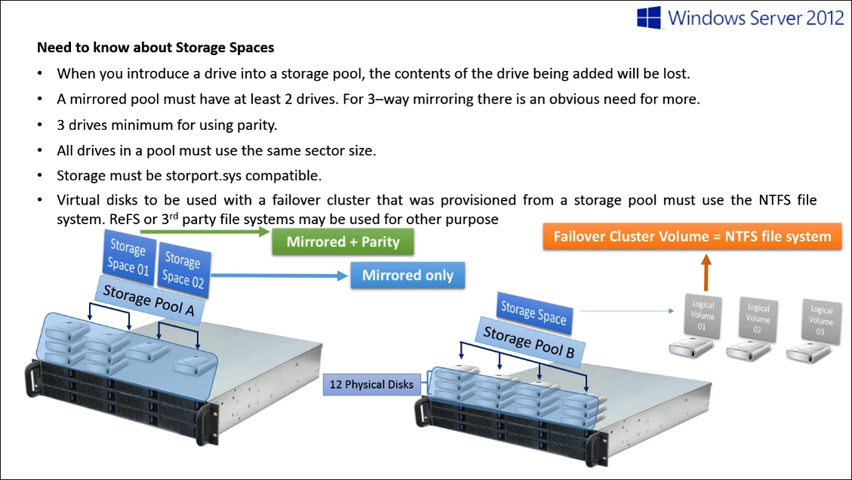 Windows Server 2012
Need to know about Storage Spaces
• When you introduce a drive into a storage pool, the contents of the drive being added will be lost.
• A mirrored pool must have at least 2 drives. For 3–way mirroring there is an obvious need for more.
• 3 drives minimum for using parity.
• All drives in a pool must use the same sector size.
• Storage must be storport.sys compatible.
• Virtual disks to be used with a failover cluster that was provisioned from a storage pool must use the NTFS file
system. ReFS or 3rd party file systems may be used for other purpose
Storage
Space 01
Storage
Space 02
Mirrored + Parity
Mirrored only
Storage Pool A
Failover Cluster Volume = NTFS file system
Storage Space
Storage Pool B
Logical
Volume
01
Logical
Volume
02
Logical
Volume
03
12 Physical Disks